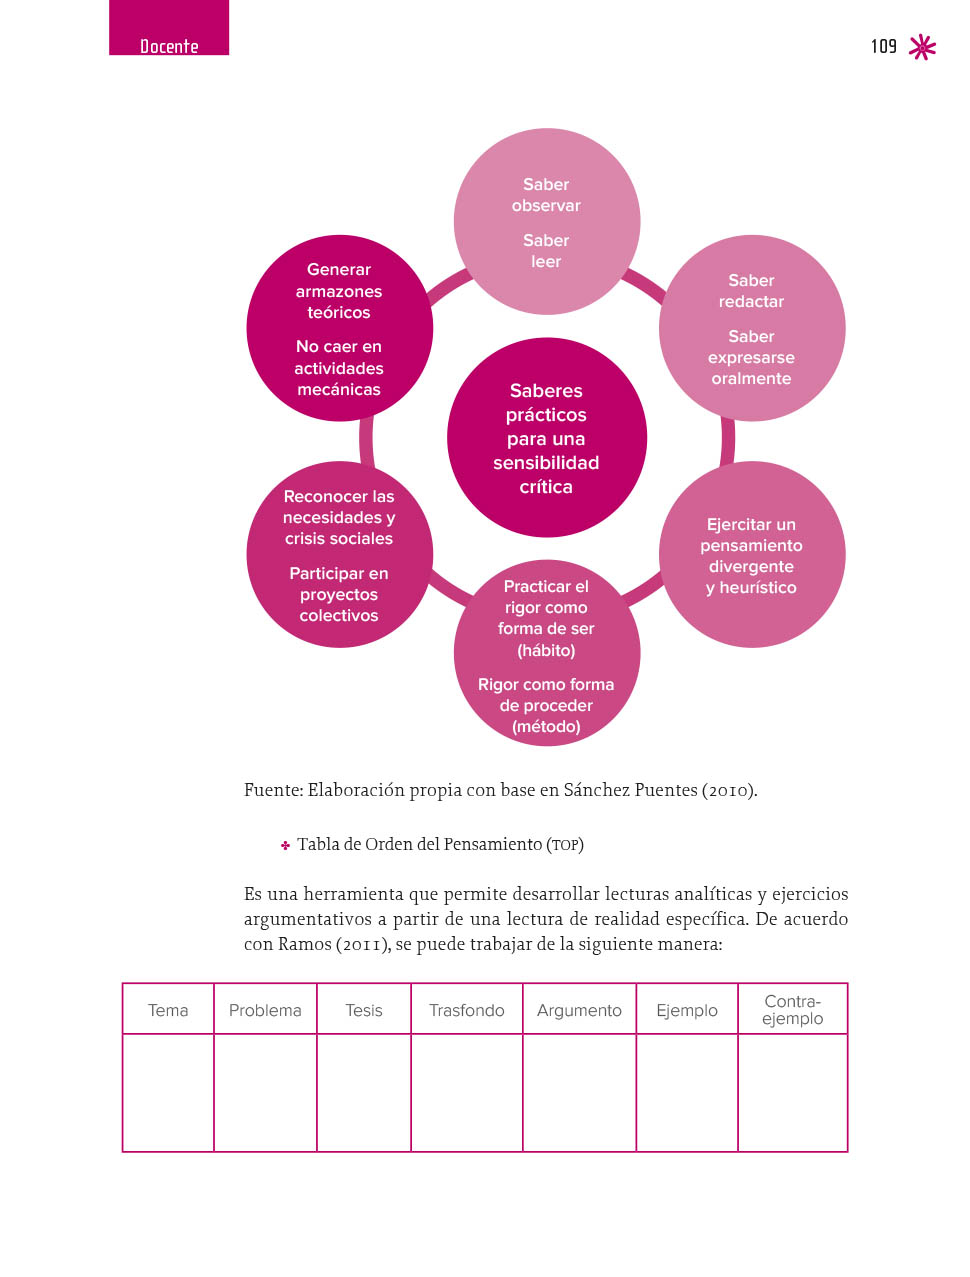 Docente
109
Saber
observar
Saber
leer
Generar
armazones
teóricos
No caer en
actividades
mecánicas
Saber
redactar
Saber
expresarse
oralmente
Saberes
prácticos
para una
sensibilidad
crítica
Reconocer las
necesidades y
crisis sociales
Participar en
proyectos
colectivos
Ejercitar un
pensamiento
divergente
y heurístico
Practicar el
rigor como
forma de ser
(hábito)
Rigor como forma
de proceder
(método)
Fuente: Elaboración propia con base en Sánchez Puentes (2010).
Tabla de Orden del Pensamiento (TOP)
Es una herramienta que permite desarrollar lecturas analíticas y ejercicios
argumentativos a partir de una lectura de realidad específica. De acuerdo
con Ramos (2011), se puede trabajar de la siguiente manera:
Tema
Problema
Tesis
Trasfondo
Argumento
Ejemplo
Contra-
ejemplo